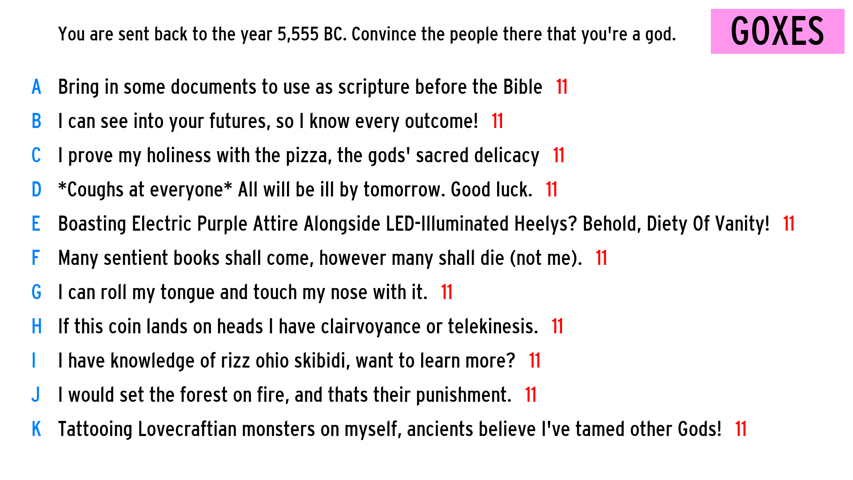 You are sent back to the year 5,555 BC. Convince the people there that you're a god.
GOXES
A Bring in some documents to use as scripture before the Bible 11
B I can see into your futures, so I know every outcome! 11
C I prove my holiness with the pizza, the gods' sacred delicacy 11
D *Coughs at everyone* All will be ill by tomorrow. Good luck. 11
E Boasting Electric Purple Attire Alongside LED-Illuminated Heelys? Behold, Diety Of Vanity! 11
F Many sentient books shall come, however many shall die (not me). 11
G I can roll my tongue and touch my nose with it. 11
H If this coin lands on heads I have clairvoyance or telekinesis. 11
I I have knowledge of rizz ohio skibidi, want to learn more? 11
J I would set the forest on fire, and thats their punishment. 11
K Tattooing Lovecraftian monsters on myself, ancients believe I've tamed other Gods! 11